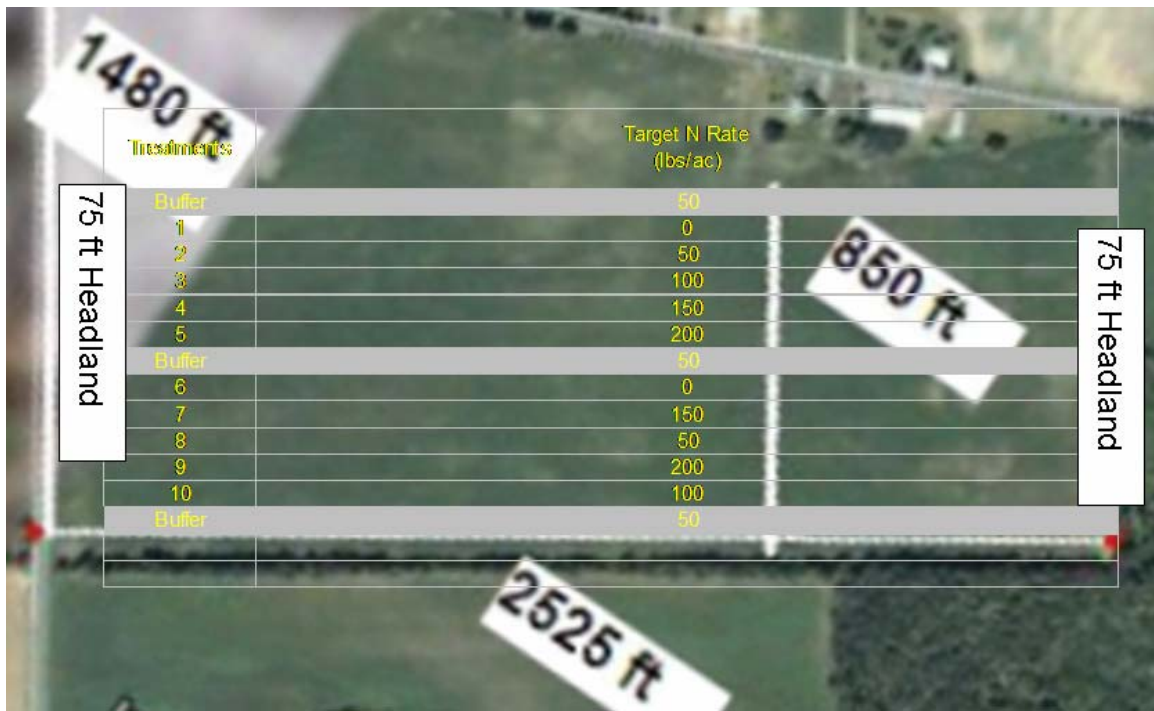 1480 ft
Treatments
Target N Rate
(lbs/ac)
75 ft Headland
Buffer 50
1 0
2 50
3 100
4 150
5 200
Buffer 50
6 0
7 150
8 50
9 200
10 100
Buffer 50
850 ft
75 ft Headland
2525 ft